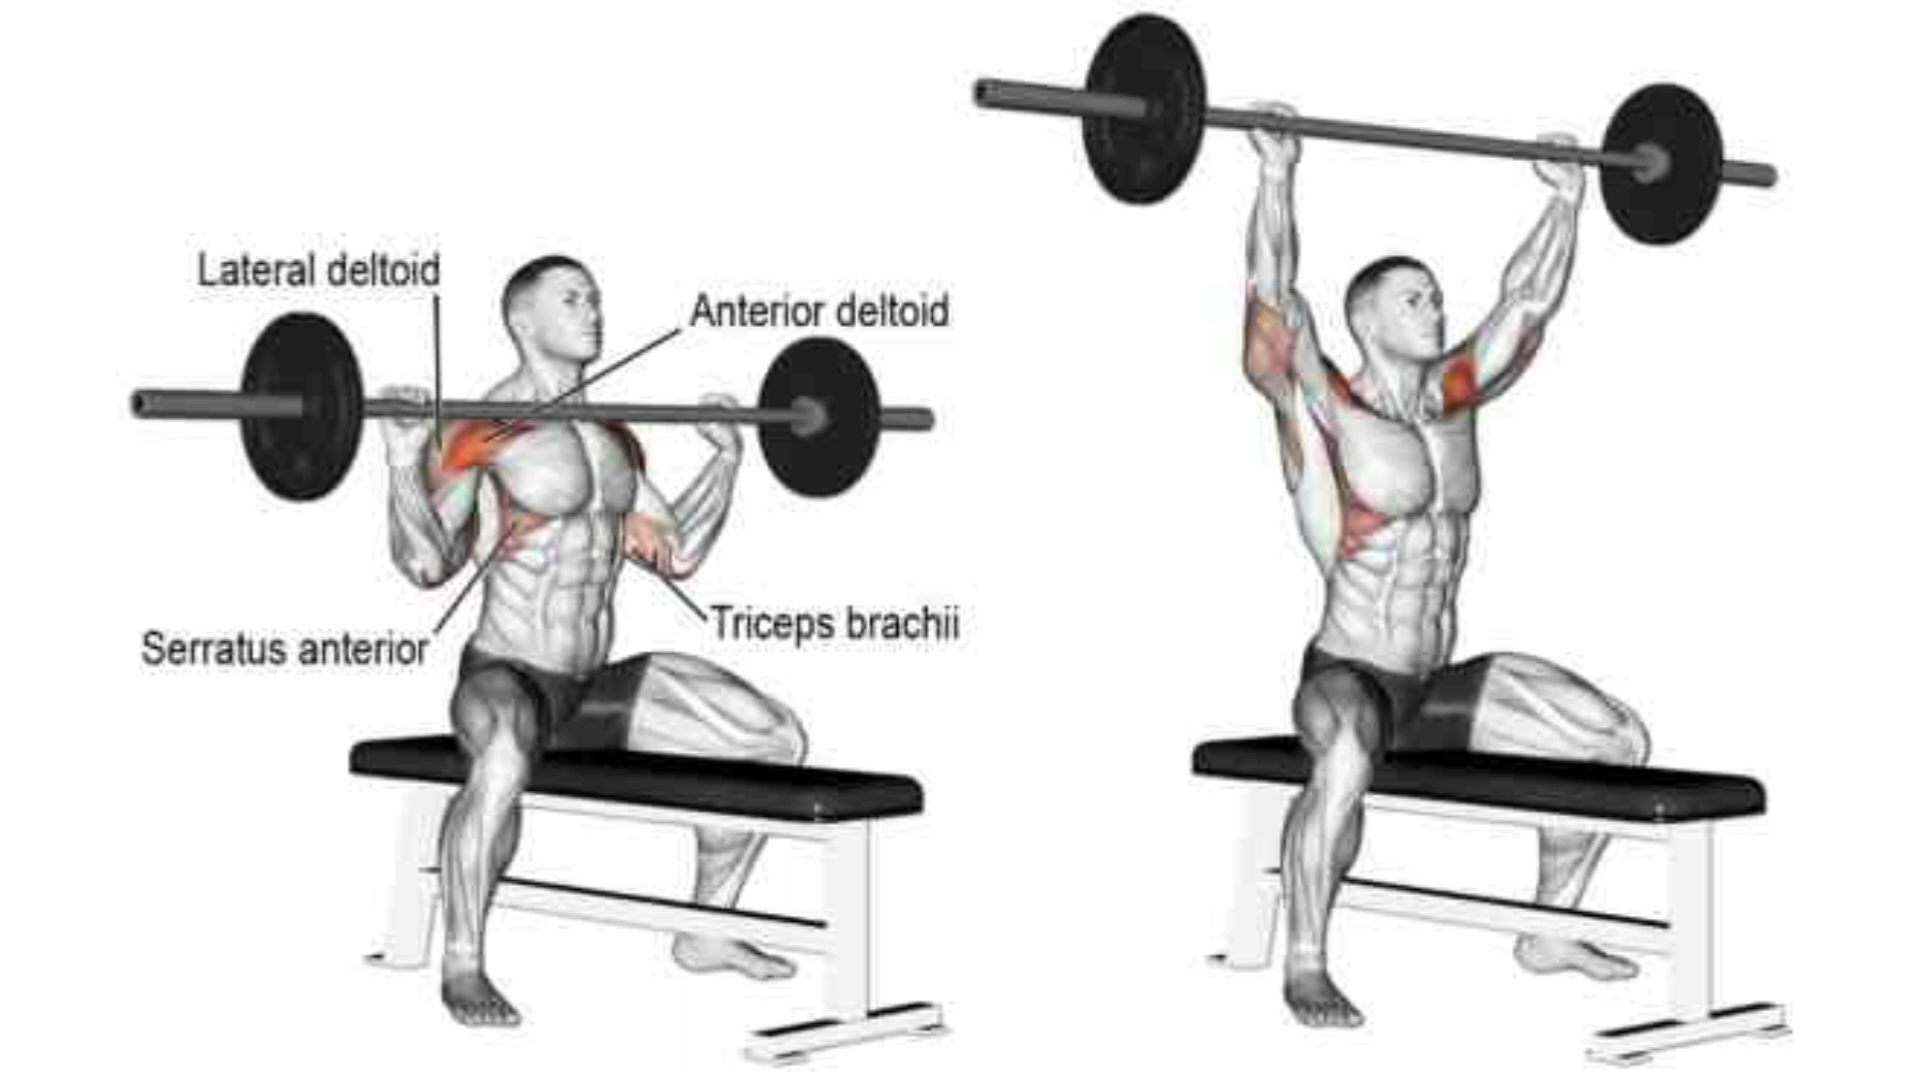 Lateral deltoid
Anterior deltoid
Triceps brachii
Serratus anterior